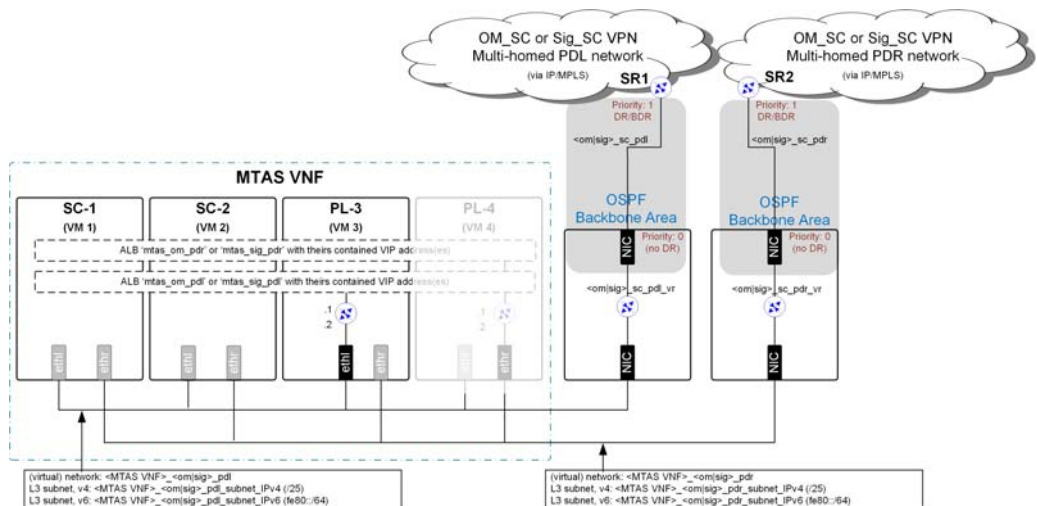 OM_SC or Sig_SC VPN
Multi-homed PDL network
(via IP/MPLS)
SR1
OM_SC or Sig_SC VPN
Multi-homed PDR network
(via IP/MPLS)
SR2
Priority: 1
DR/BDR
Priority: 1
DR/BDR
<om|sig>_sc_pdl
<om|sig>_sc_pdr
MTAS VNF
SC-1
(VM 1)
SC-2
(VM 2)
PL-3
(VM 3)
PL-4
(VM 4)
OSPF
Backbone Area
OSPF
Backbone Area
ALB 'mtas_om_pdr' or 'mtas_sig_pdr' with theirs contained VIP address(es)
ALB 'mtas_om_pdl' or 'mtas_sig_pdl' with theirs contained VIP address(es)
NIC
Priority: 0
(no DR)
NIC
Priority: 0
(no DR)
<om|sig>_sc_pdl_vr
<om|sig>_sc_pdr_vr
.1
.2
.1
.2
ethl
ethr
ethl
ethr
ethl
ethr
ethl
ethr
NIC
NIC
(virtual) network: <MTAS VNF>_<om|sig>_pdl
L3 subnet, v4: <MTAS VNF>_<om|sig>_pdl_subnet_IPv4 (/25)
L3 subnet, v6: <MTAS VNF>_<om|sig>_pdl_subnet_IPv6 (fe80::/64)
(virtual) network: <MTAS VNF>_<om|sig>_pdr
L3 subnet, v4: <MTAS VNF>_<om|sig>_pdr_subnet_IPv4 (/25)
L3 subnet, v6: <MTAS VNF>_<om|sig>_pdr_subnet_IPv6 (fe80::/64)